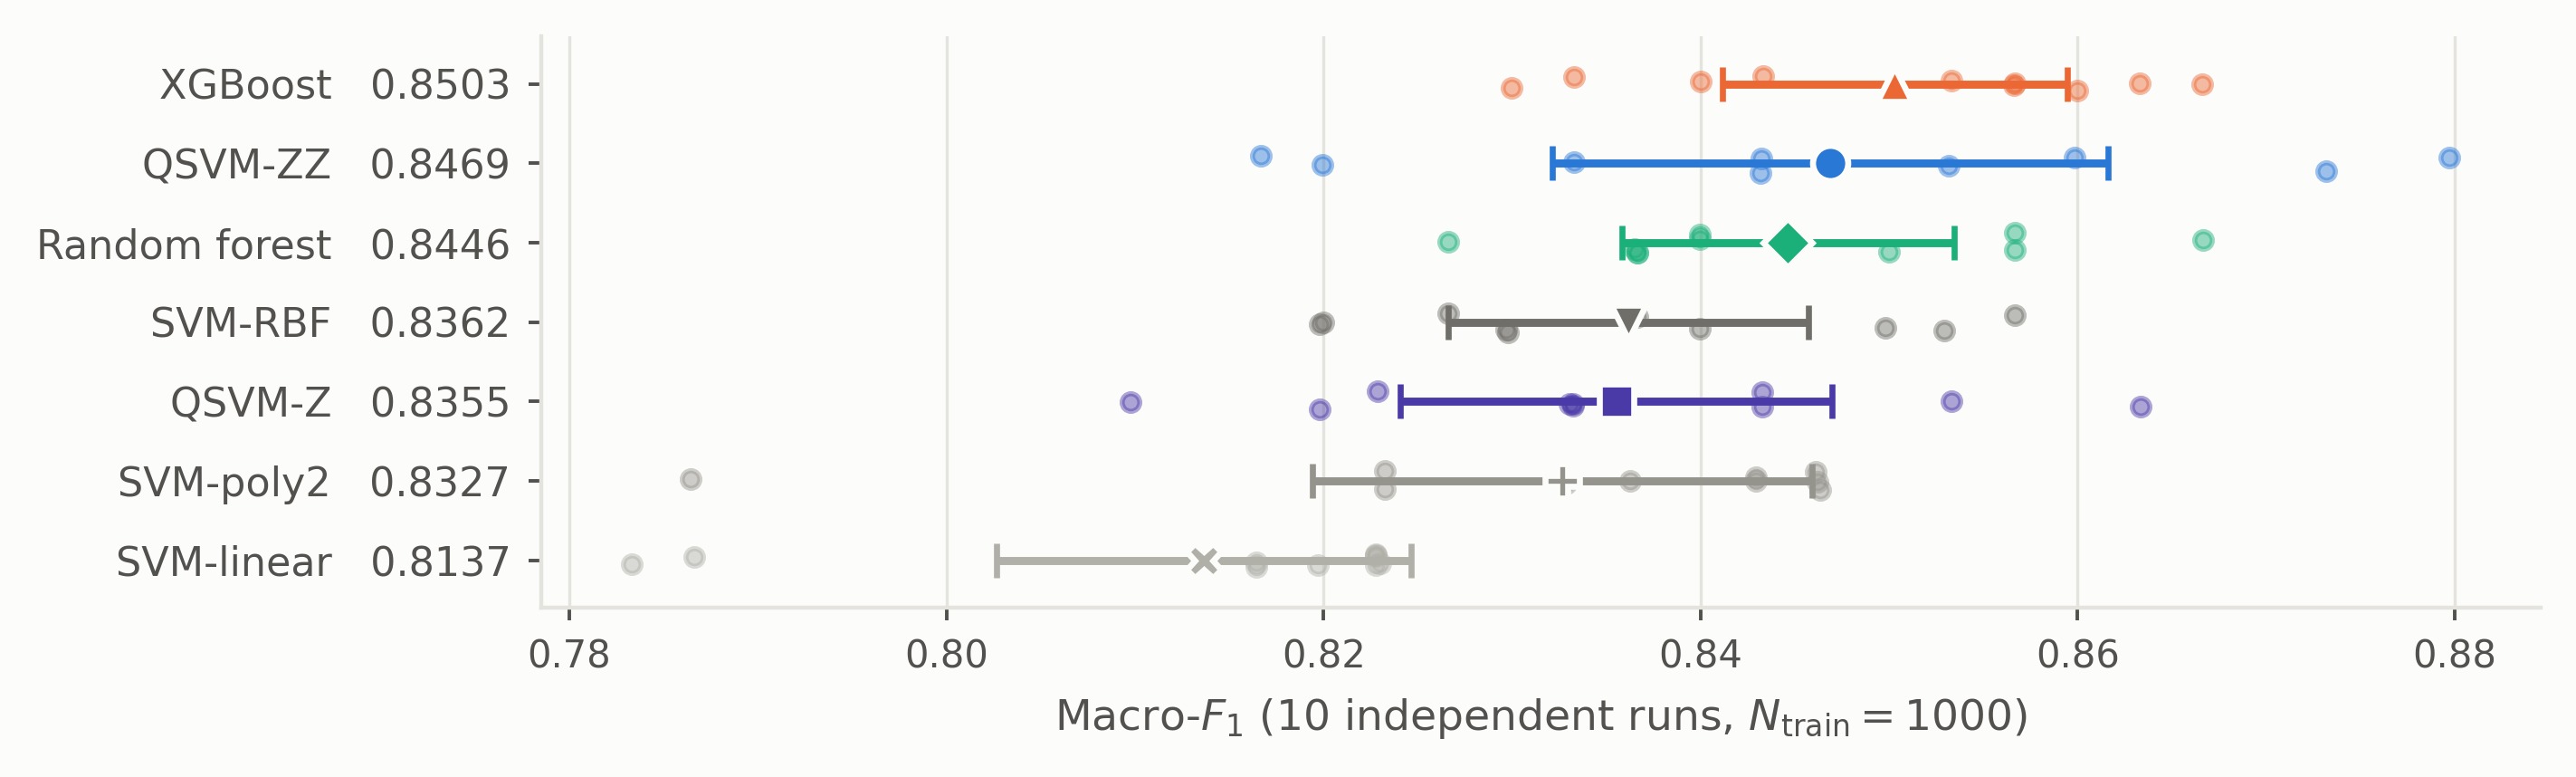 XGBoost 0.8503
QSVM-ZZ 0.8469
Random forest 0.8446
SVM-RBF 0.8362
QSVM-Z 0.8355
SVM-poly2 0.8327
SVM-linear 0.8137
0.78 0.80 0.82 0.84 0.86 0.88
Macro-F₁ (10 independent runs, N_train = 1000)